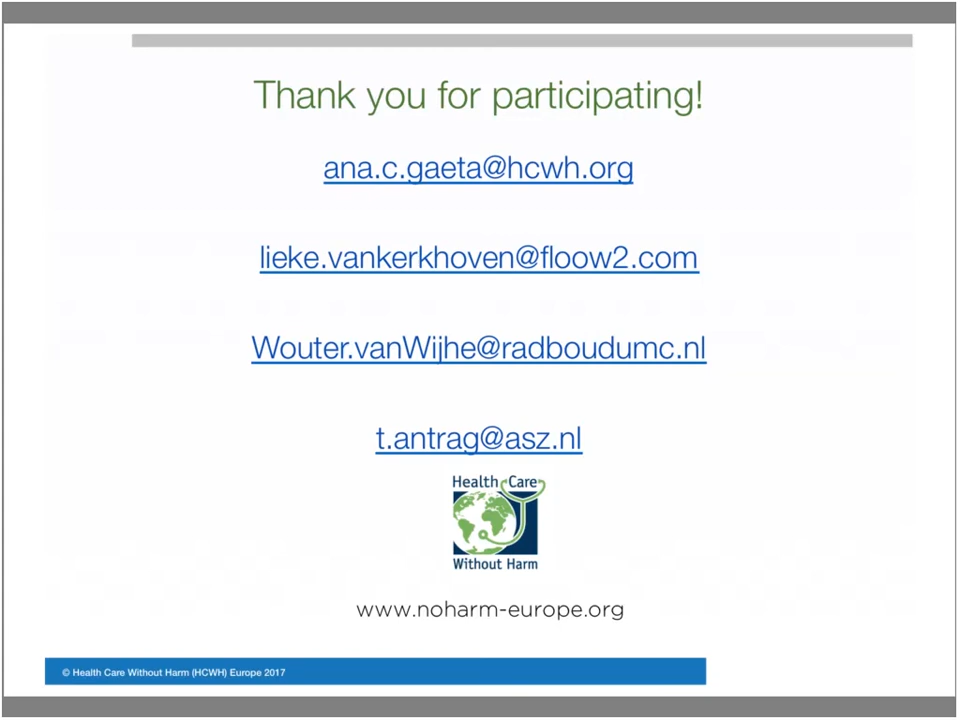 Thank you for participating!
ana.c.gaeta@hcwh.org
lieke.vankerkhoven@floow2.com
Wouter.vanWijhe@radboudumc.nl
t.antrag@asz.nl
Health Care
Without Harm
www.noharm-europe.org
© Health Care Without Harm (HCWH) Europe 2017